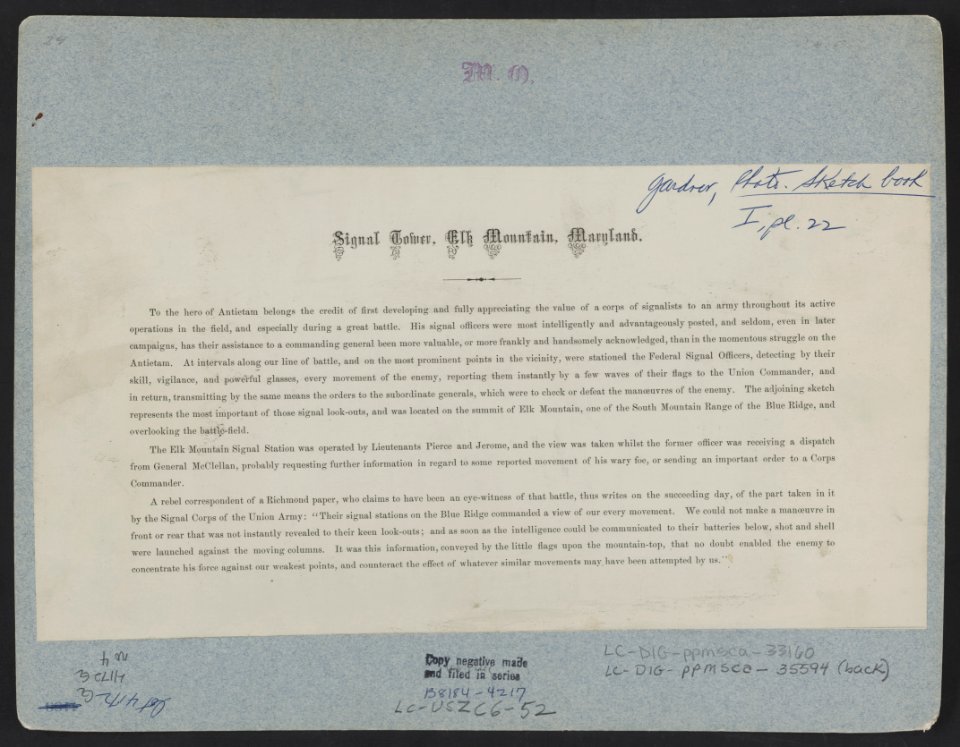 24
M. O.
Gardner, Photo. Sketch book
I, pl. 22
Signal Tower, Elk Mountain, Maryland.
To the hero of Antietam belongs the credit of first developing and fully appreciating the value of a corps of signalists to an army throughout its active
operations in the field, and especially during a great battle. His signal officers were most intelligently and advantageously posted, and seldom, even in later
campaigns, has their assistance to a commanding general been more valuable, or more frankly and handsomely acknowledged, than in the momentous struggle on the
Antietam. At intervals along our line of battle, and on the most prominent points in the vicinity, were stationed the Federal Signal Officers, detecting by their
skill, vigilance, and powerful glasses, every movement of the enemy, reporting them instantly by a few waves of their flags to the Union Commander, and
in return, transmitting by the same means the orders to the subordinate generals, which were to check or defeat the manœuvres of the enemy. The adjoining sketch
represents the most important of those signal look-outs, and was located on the summit of Elk Mountain, one of the South Mountain Range of the Blue Ridge, and
overlooking the battle-field.
The Elk Mountain Signal Station was operated by Lieutenants Pierce and Jerome, and the view was taken whilst the former officer was receiving a dispatch
from General McClellan, probably requesting further information in regard to some reported movement of his wary foe, or sending an important order to a Corps
Commander.
A rebel correspondent of a Richmond paper, who claims to have been an eye-witness of that battle, thus writes on the succeeding day, of the part taken in it
by the Signal Corps of the Union Army: "Their signal stations on the Blue Ridge commanded a view of our every movement. We could not make a manœuvre in
front or rear that was not instantly revealed to their keen look-outs; and as soon as the intelligence could be communicated to their batteries below, shot and shell
were launched against the moving columns. It was this information, conveyed by the little flags upon the mountain-top, that no doubt enabled the enemy to
concentrate his force against our weakest points, and counteract the effect of whatever similar movements may have been attempted by us."
Copy negative made
and filed in series
B8184-4217
LC-USZC6-52
LC-DIG-ppmsca-33160
LC-DIG-ppmsca-35594 (back)
Lot 4172
G